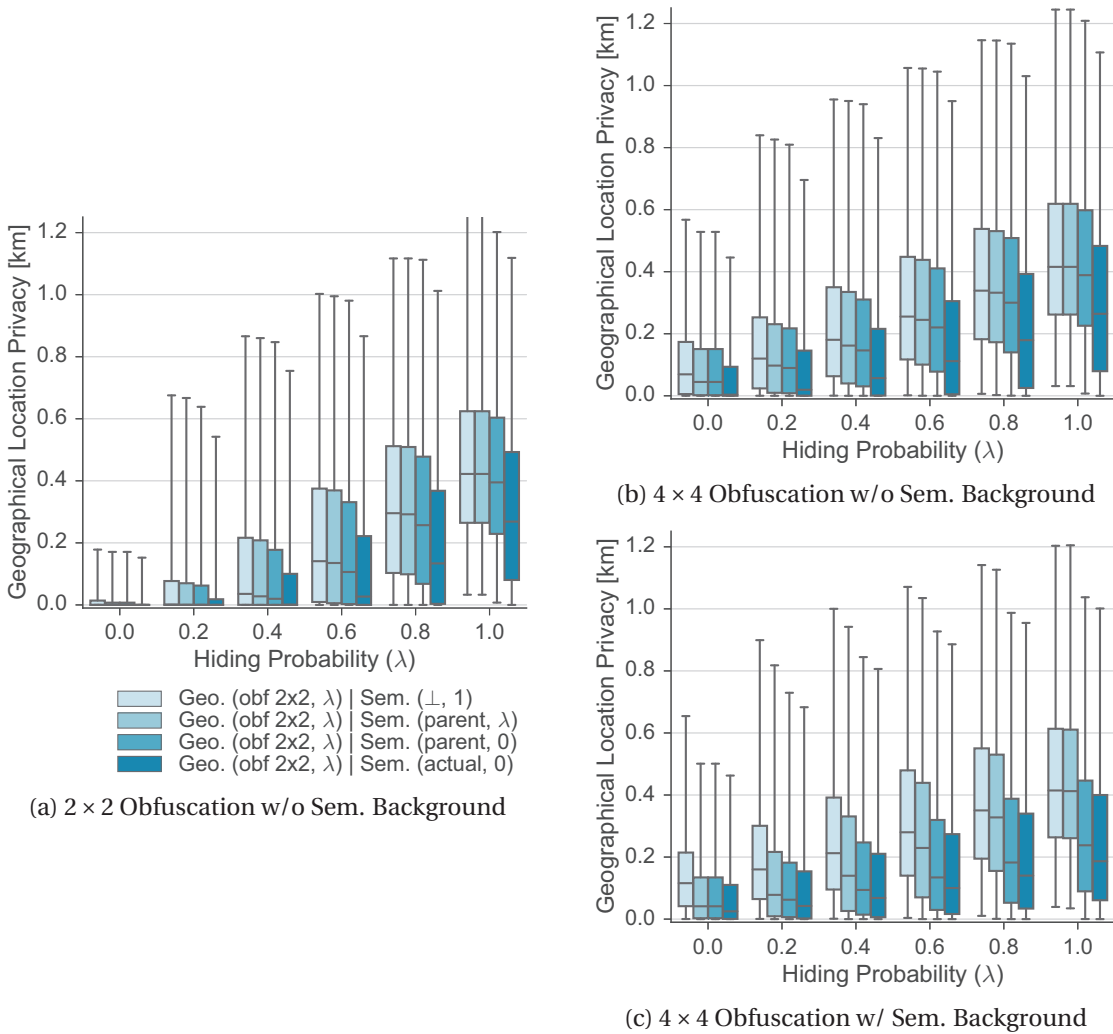 Geographical Location Privacy [km]
1.2
1.0
0.8
0.6
0.4
0.2
0.0
0.0 0.2 0.4 0.6 0.8 1.0
Hiding Probability (λ)
Geo. (obf 2x2, λ) | Sem. (⊥, 1)
Geo. (obf 2x2, λ) | Sem. (parent, λ)
Geo. (obf 2x2, λ) | Sem. (parent, 0)
Geo. (obf 2x2, λ) | Sem. (actual, 0)
(a) 2 × 2 Obfuscation w/o Sem. Background
Geographical Location Privacy [km]
1.2
1.0
0.8
0.6
0.4
0.2
0.0
0.0 0.2 0.4 0.6 0.8 1.0
Hiding Probability (λ)
(b) 4 × 4 Obfuscation w/o Sem. Background
Geographical Location Privacy [km]
1.2
1.0
0.8
0.6
0.4
0.2
0.0
0.0 0.2 0.4 0.6 0.8 1.0
Hiding Probability (λ)
(c) 4 × 4 Obfuscation w/ Sem. Background